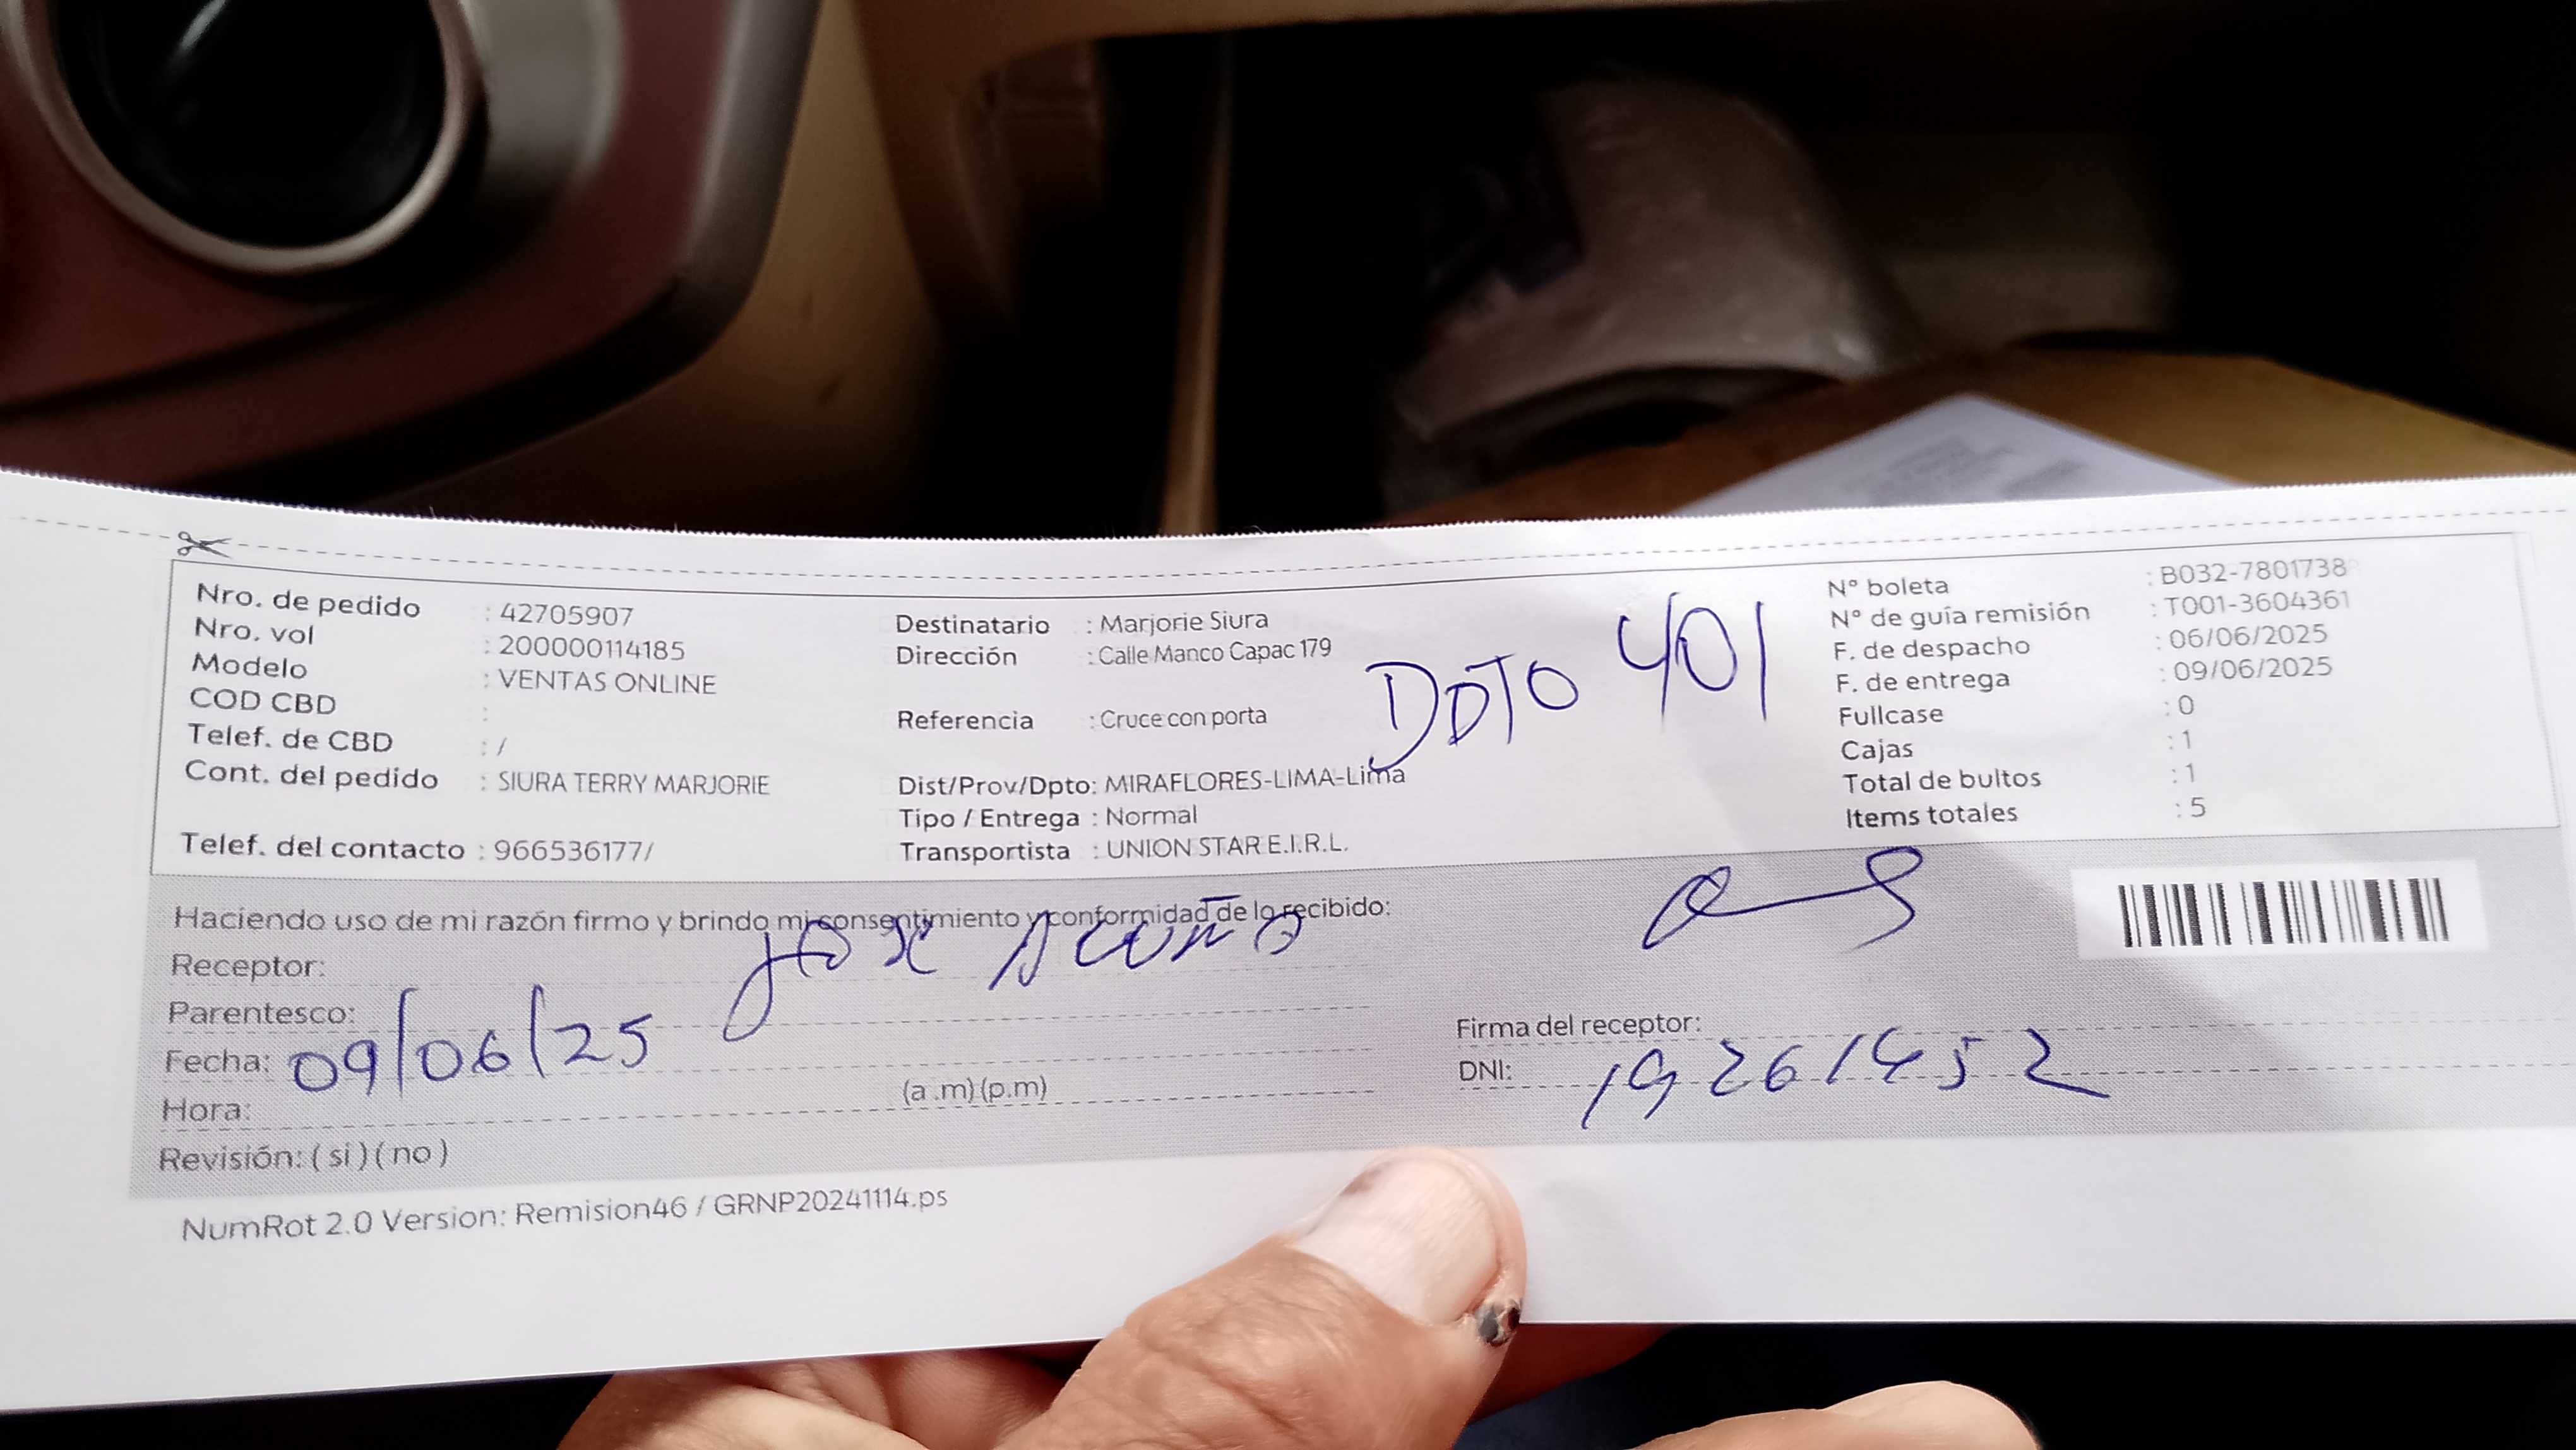 Nro. de pedido : 42705907
Nro. vol : 200000114185
Modelo : VENTAS ONLINE
COD CBD :
Telef. de CBD : /
Cont. del pedido : SIURA TERRY MARJORIE
Telef. del contacto : 966536177/
Destinatario : Marjorie Siura
Dirección : Calle Manco Capac 179
Referencia : Cruce con porta
DPTO 401
Dist/Prov/Dpto: MIRAFLORES-LIMA-Lima
Tipo / Entrega : Normal
Transportista : UNION STAR E.I.R.L.
N° boleta : B032-7801738
N° de guía remisión : T001-3604361
F. de despacho : 06/06/2025
F. de entrega : 09/06/2025
Fullcase : 0
Cajas : 1
Total de bultos : 1
Items totales : 5
Haciendo uso de mi razón firmo y brindo mi consentimiento y conformidad de lo recibido:
Receptor: José Acuña
Parentesco:
Fecha: 09/06/25
Hora: (a .m) (p.m)
Revisión: ( si ) ( no )
Firma del receptor:
DNI: 19261452
NumRot 2.0 Version: Remision46 / GRNP20241114.ps